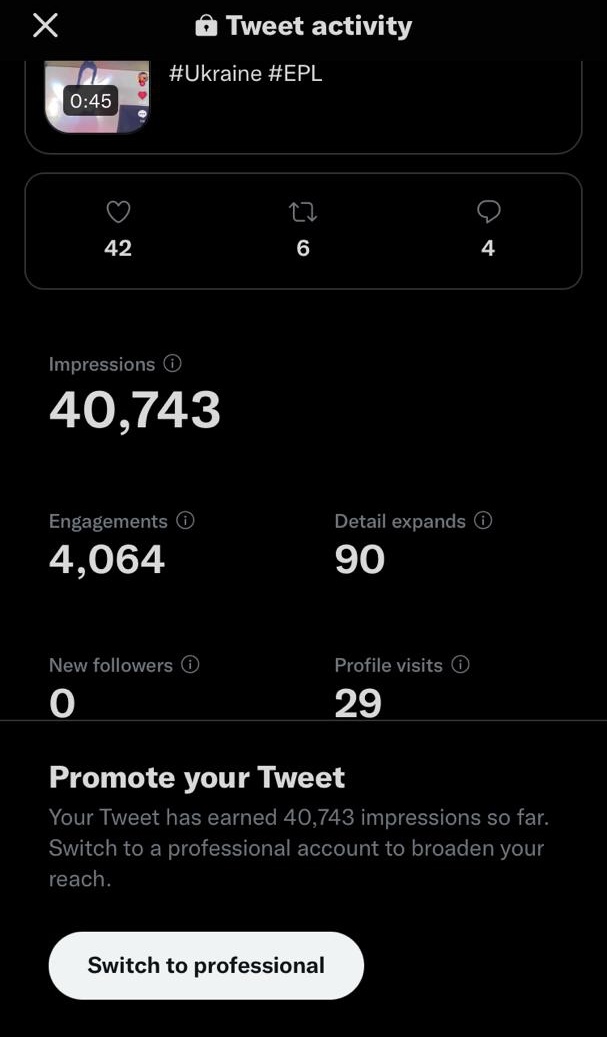 Tweet activity
#Ukraine #EPL
0:45
42 6 4
Impressions
40,743
Engagements Detail expands
4,064 90
New followers Profile visits
0 29
Promote your Tweet
Your Tweet has earned 40,743 impressions so far.
Switch to a professional account to broaden your
reach.
Switch to professional